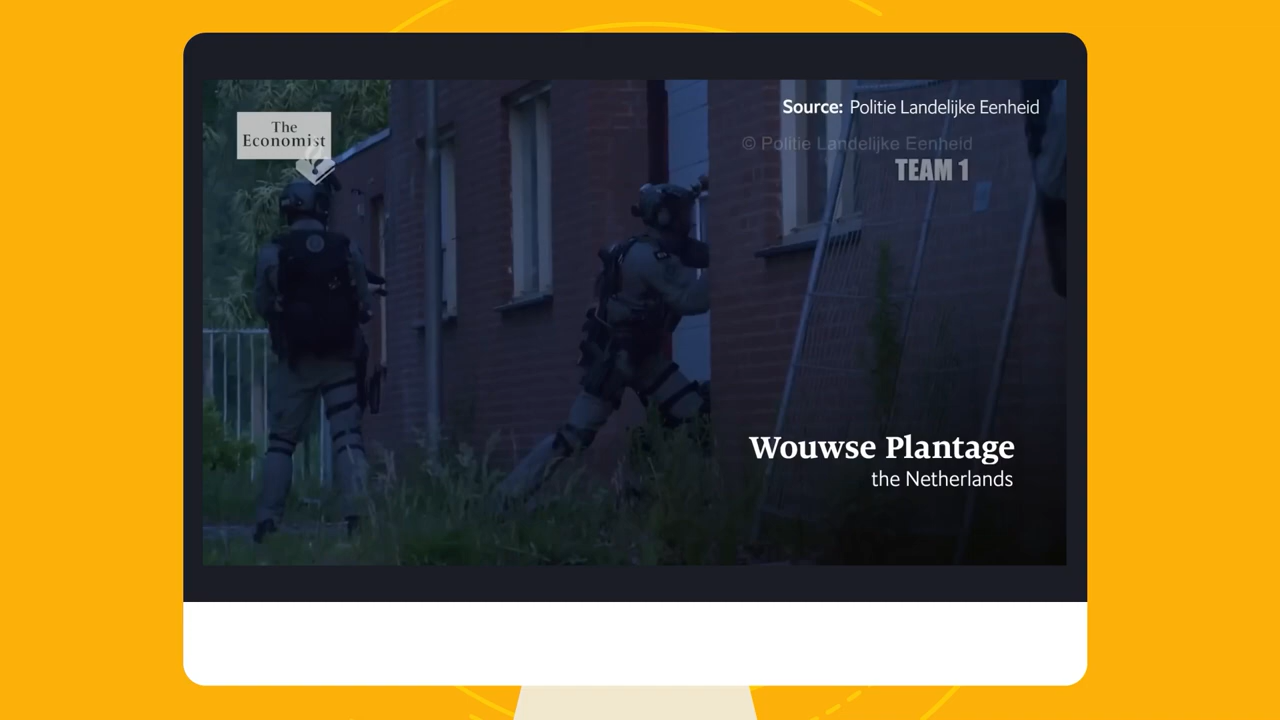 The
Economist
Source: Politie Landelijke Eenheid
© Politie Landelijke Eenheid
TEAM 1
Wouwse Plantage
the Netherlands